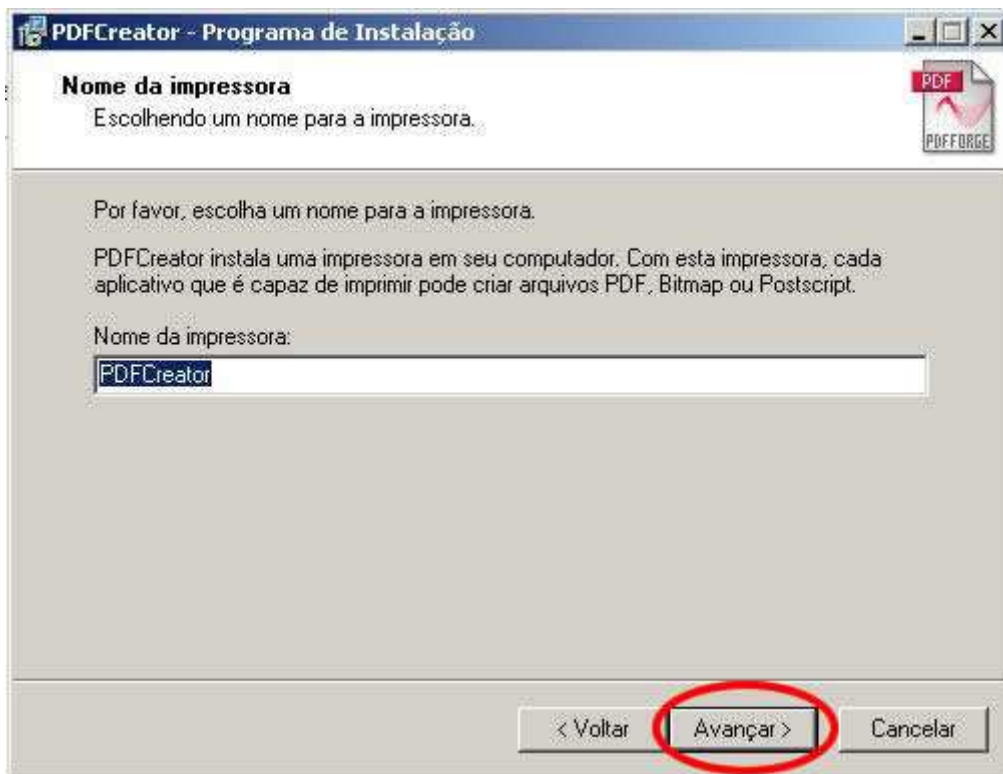 PDFCreator - Programa de Instalação
Nome da impressora
Escolhendo um nome para a impressora.
PDF
PDFFORGE
Por favor, escolha um nome para a impressora.
PDFCreator instala uma impressora em seu computador. Com esta impressora, cada
aplicativo que é capaz de imprimir pode criar arquivos PDF, Bitmap ou Postscript.
Nome da impressora:
PDFCreator
< Voltar
Avançar >
Cancelar